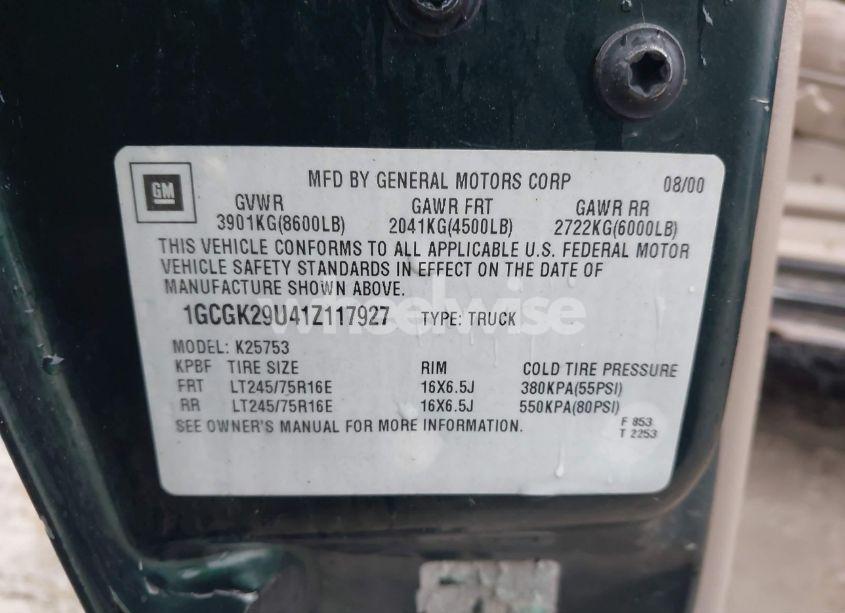 GM
MFD BY GENERAL MOTORS CORP 08/00
GVWR GAWR FRT GAWR RR
3901KG(8600LB) 2041KG(4500LB) 2722KG(6000LB)
THIS VEHICLE CONFORMS TO ALL APPLICABLE U.S. FEDERAL MOTOR
VEHICLE SAFETY STANDARDS IN EFFECT ON THE DATE OF
MANUFACTURE SHOWN ABOVE.
1GCGK29U41Z117927 TYPE: TRUCK
wheelwise
MODEL: K25753
KPBF TIRE SIZE RIM COLD TIRE PRESSURE
FRT LT245/75R16E 16X6.5J 380KPA(55PSI)
RR LT245/75R16E 16X6.5J 550KPA(80PSI)
SEE OWNER'S MANUAL FOR MORE INFORMATION.
F 853
T 2253